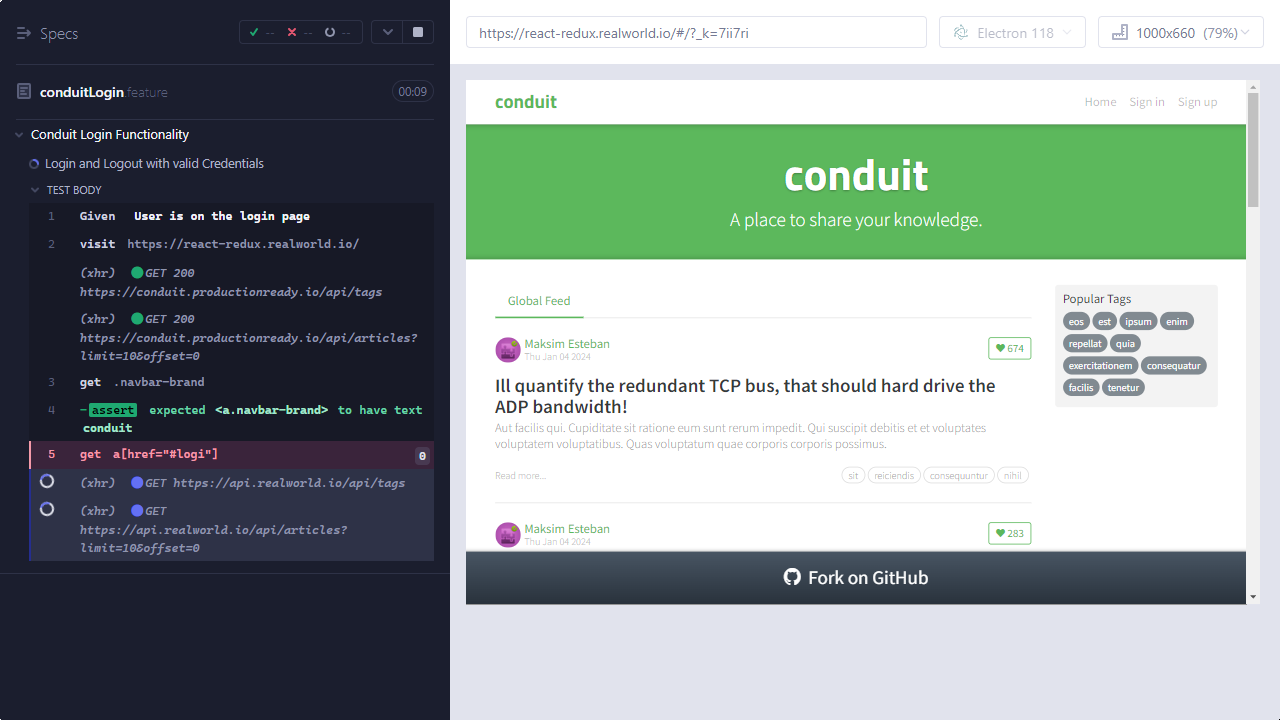 Specs
-- -- --
conduitLogin.feature
00:09
Conduit Login Functionality
Login and Logout with valid Credentials
TEST BODY
1 Given User is on the login page
2 visit https://react-redux.realworld.io/
(xhr) GET 200
https://conduit.productionready.io/api/tags
(xhr) GET 200
https://conduit.productionready.io/api/articles?
limit=10&offset=0
3 get .navbar-brand
4 -assert expected <a.navbar-brand> to have text
conduit
5 get a[href="#logi"] 0
(xhr) GET https://api.realworld.io/api/tags
(xhr) GET
https://api.realworld.io/api/articles?
limit=10&offset=0
https://react-redux.realworld.io/#/?_k=7ii7ri
Electron 118
1000x660 (79%)
conduit
Home Sign in Sign up
conduit
A place to share your knowledge.
Global Feed
Maksim Esteban
Thu Jan 04 2024
674
Ill quantify the redundant TCP bus, that should hard drive the
ADP bandwidth!
Aut facilis qui. Cupiditate sit ratione eum sunt rerum impedit. Qui suscipit debitis et et voluptates
voluptatem voluptatibus. Quas voluptatum quae corporis corporis possimus.
Read more...
sit reiciendis consequuntur nihil
Maksim Esteban
Thu Jan 04 2024
283
Popular Tags
eos est ipsum enim
repellat quia
exercitationem consequatur
facilis tenetur
Fork on GitHub